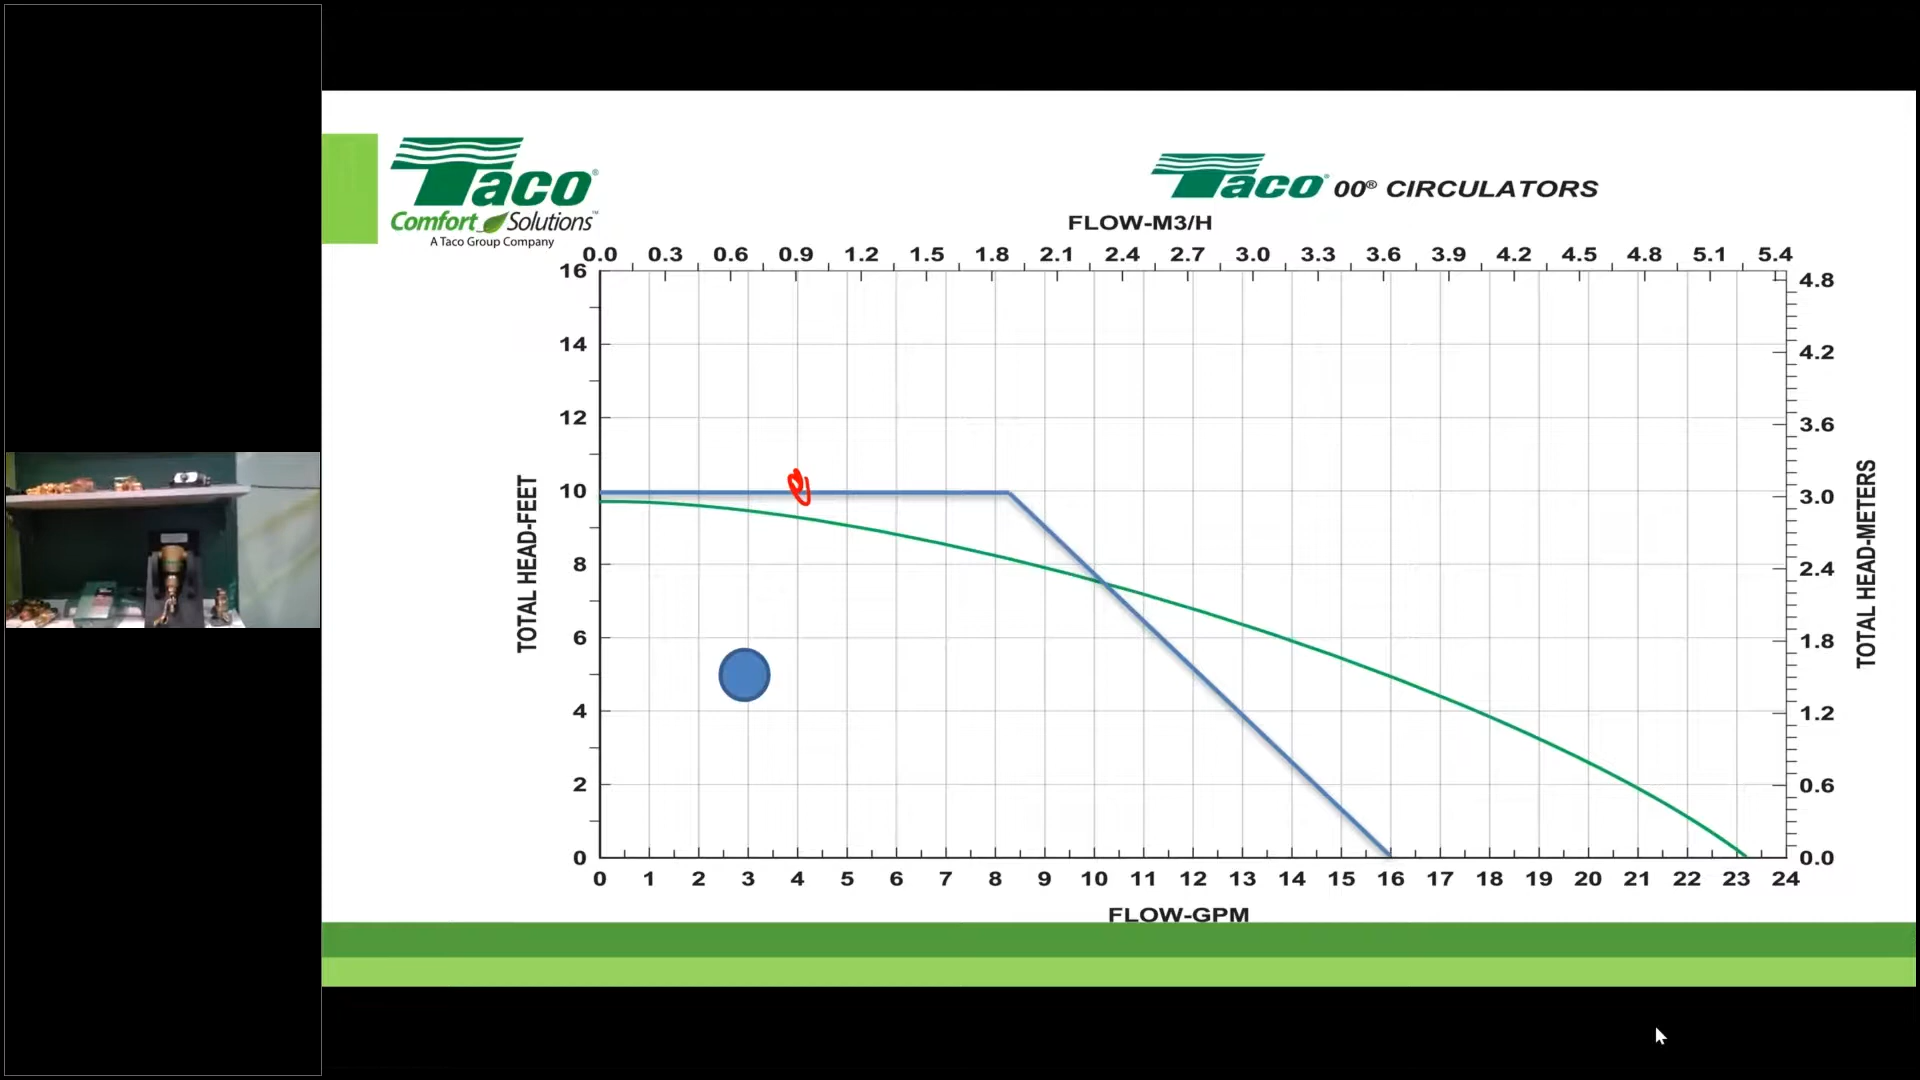 Taco®
Comfort Solutions™
A Taco Group Company
Taco® 00® CIRCULATORS
FLOW-M3/H
0.0 0.3 0.6 0.9 1.2 1.5 1.8 2.1 2.4 2.7 3.0 3.3 3.6 3.9 4.2 4.5 4.8 5.1 5.4
TOTAL HEAD-FEET
16
14
12
10
8
6
4
2
0
4.8
4.2
3.6
3.0
2.4
1.8
1.2
0.6
0.0
TOTAL HEAD-METERS
0 1 2 3 4 5 6 7 8 9 10 11 12 13 14 15 16 17 18 19 20 21 22 23 24
FLOW-GPM